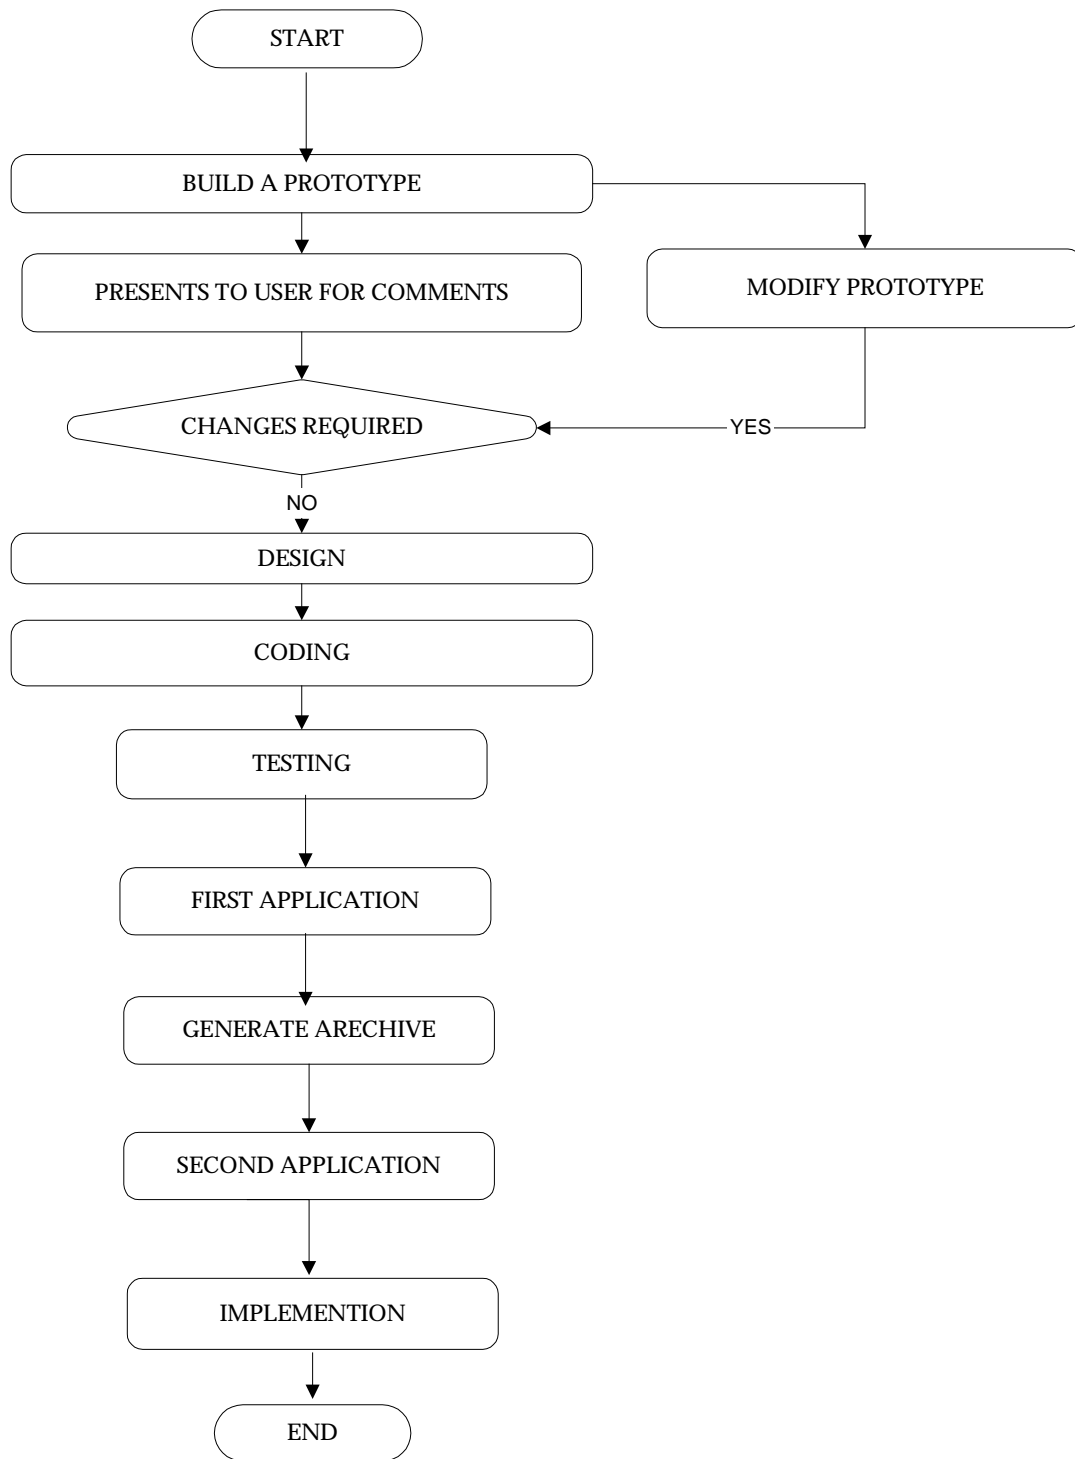 START
BUILD A PROTOTYPE
PRESENTS TO USER FOR COMMENTS
MODIFY PROTOTYPE
CHANGES REQUIRED
YES
NO
DESIGN
CODING
TESTING
FIRST APPLICATION
GENERATE ARECHIVE
SECOND APPLICATION
IMPLEMENTION
END